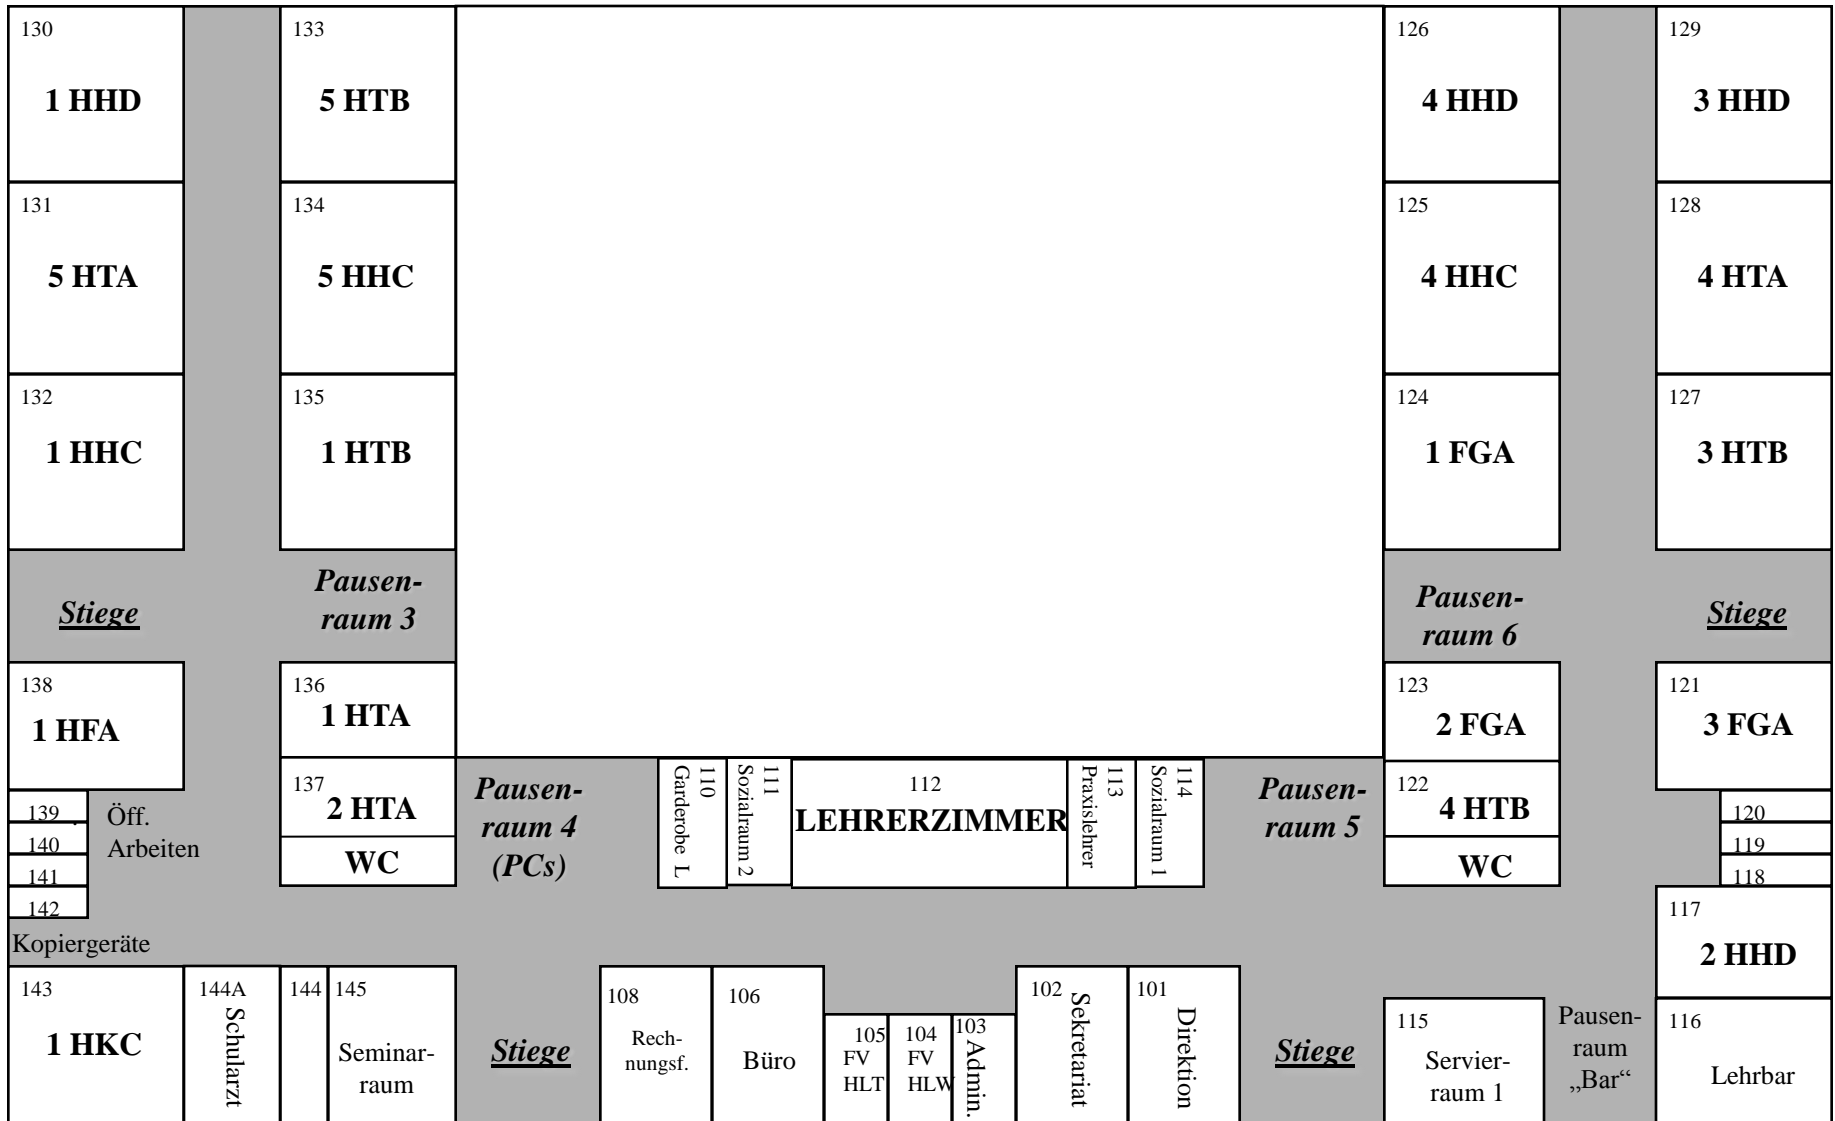 130
1 HHD
133
5 HTB
126
4 HHD
129
3 HHD
131
5 HTA
134
5 HHC
125
4 HHC
128
4 HTA
132
1 HHC
135
1 HTB
124
1 FGA
127
3 HTB
Stiege
Pausen-
raum 3
Pausen-
raum 6
Stiege
138
1 HFA
136
1 HTA
123
2 FGA
121
3 FGA
137
2 HTA
WC
Pausen-
raum 4
(PCs)
110
Garderobe L
111
Sozialraum 2
112
LEHRERZIMMER
113
Praxislehrer
114
Sozialraum 1
Pausen-
raum 5
122
4 HTB
WC
139
140
141
142
Öff.
Arbeiten
120
119
118
Kopiergeräte
117
2 HHD
143
1 HKC
144A
Schularzt
144
145
Seminar-
raum
Stiege
108
Rech-
nungsf.
106
Büro
105
FV
HLT
104
FV
HLW
103
Admin.
102
Sekretariat
101
Direktion
Stiege
115
Servier-
raum 1
Pausen-
raum
„Bar“
116
Lehrbar